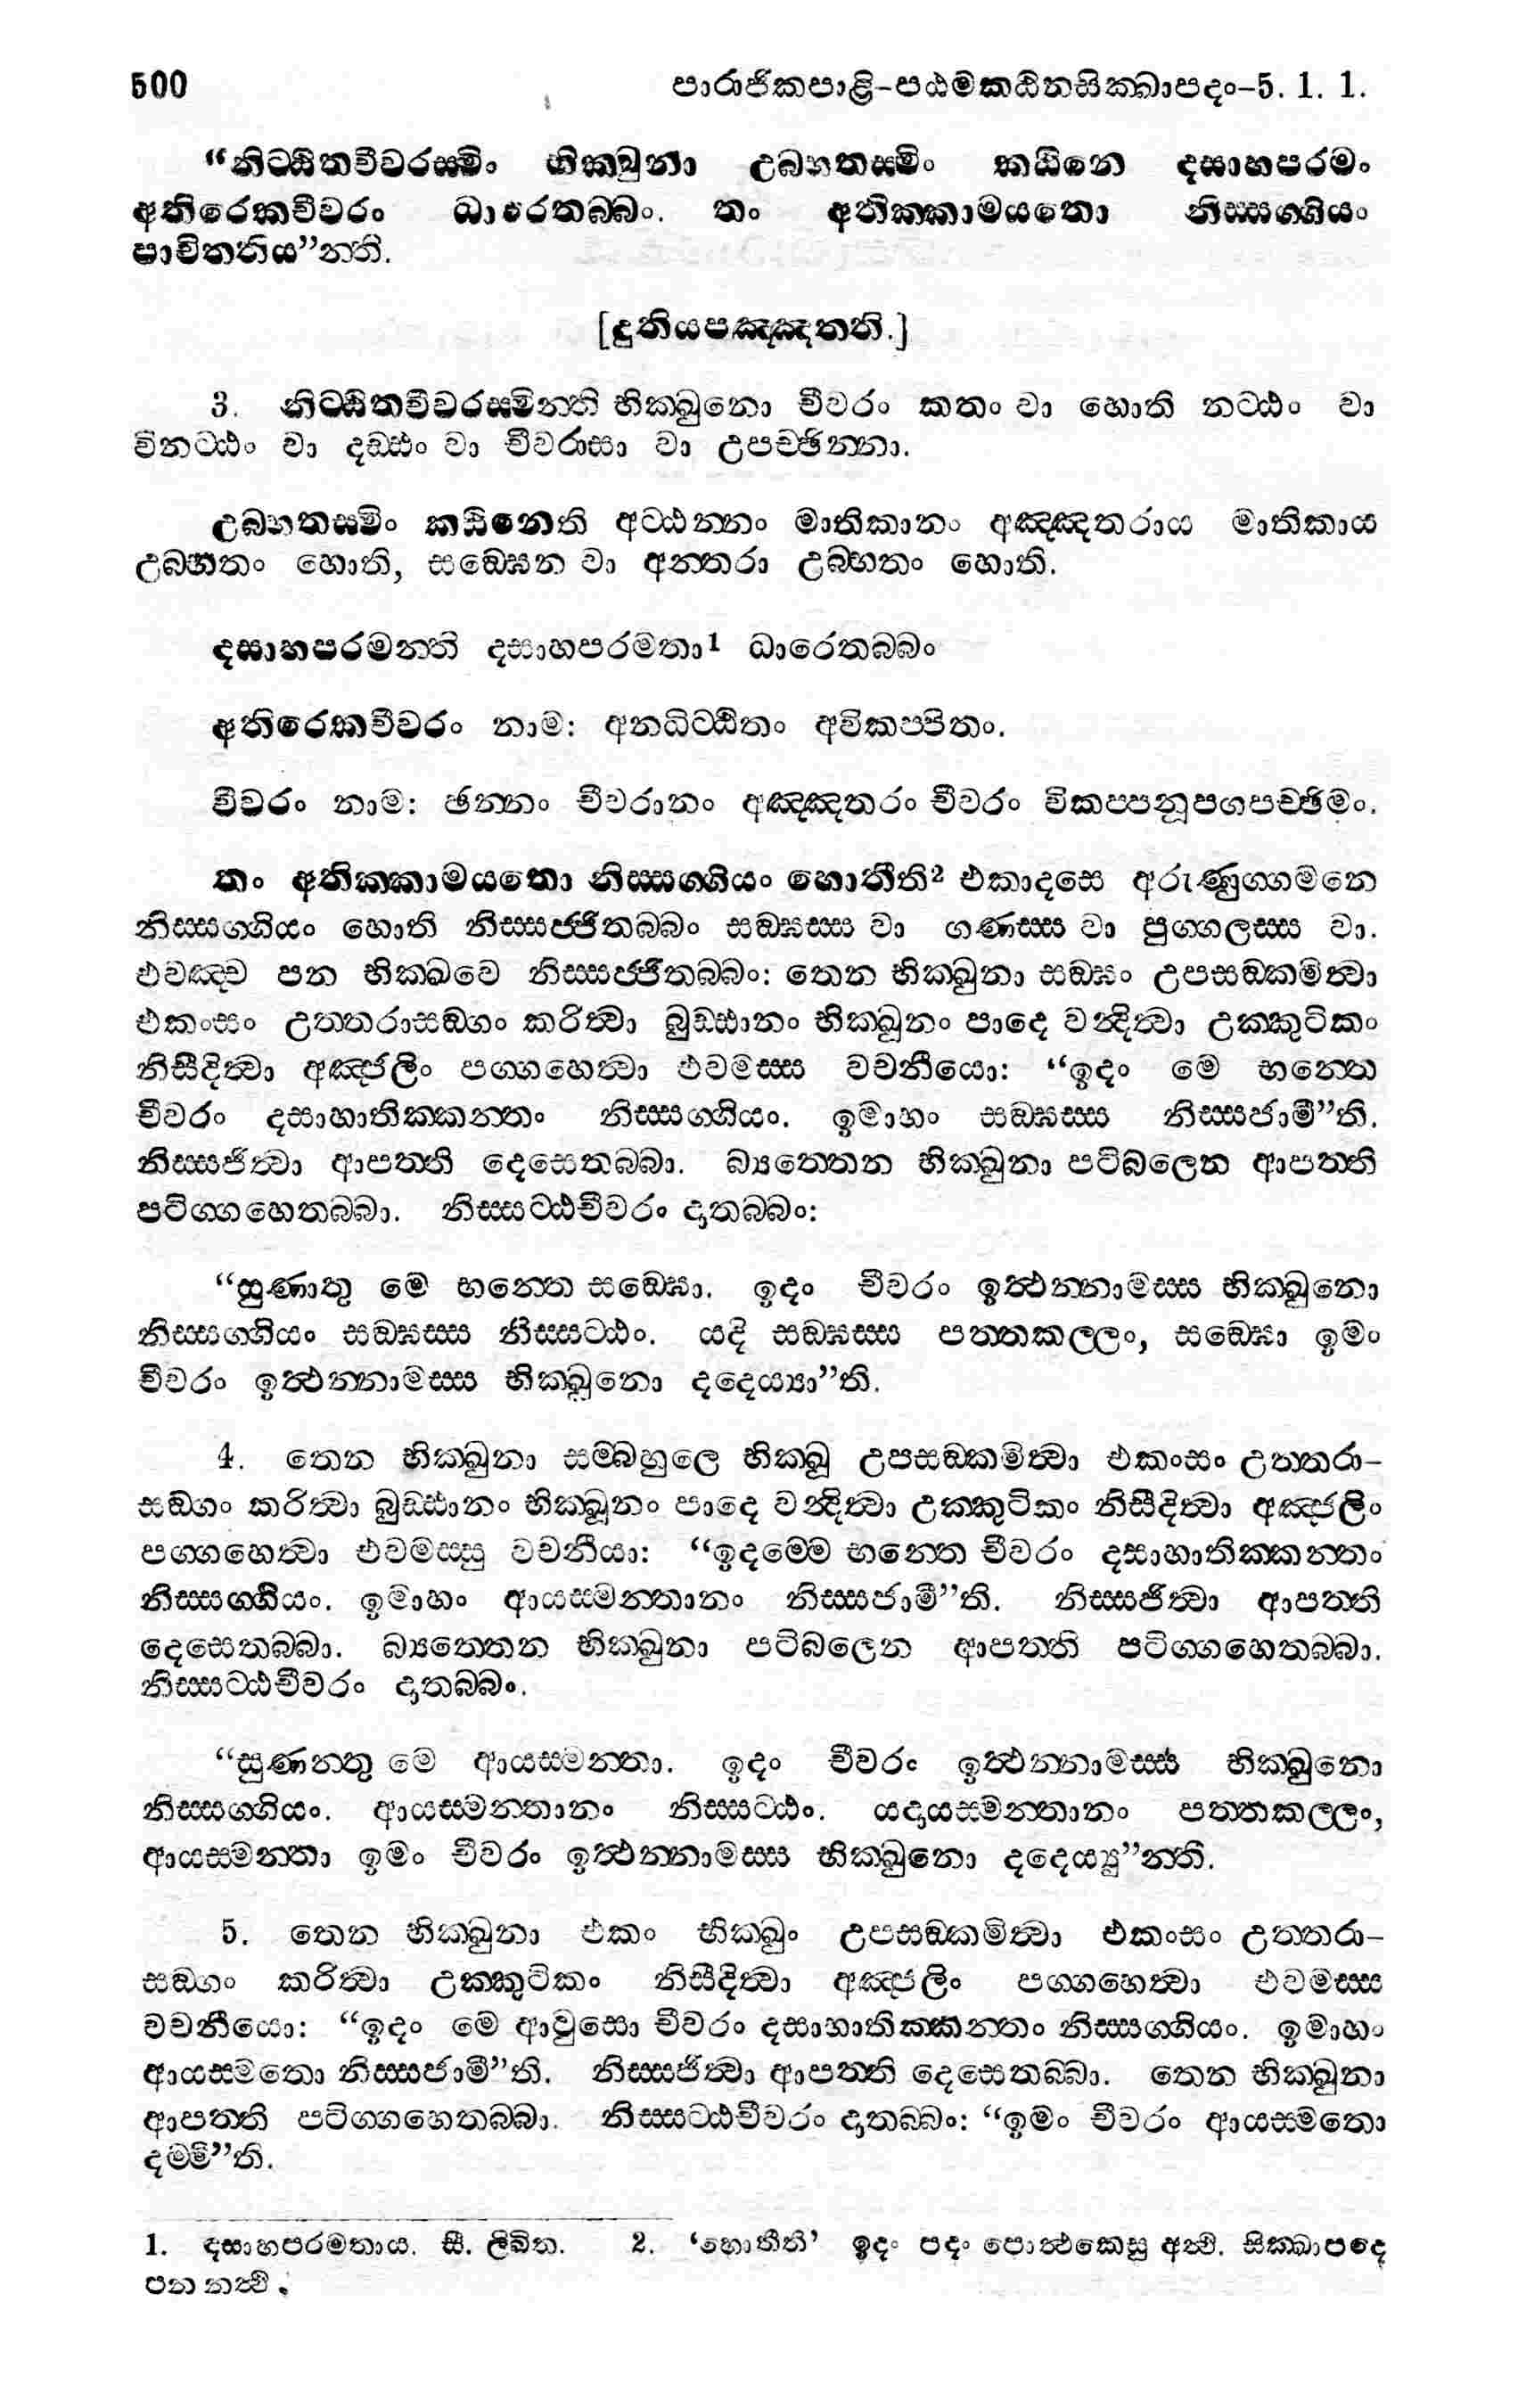 500 පාරාජිකපාළි-පඨමකඨිනසික්ඛාපදං-5. 1. 1.
“නිට්ඨිතචීවරස්මිං භික්ඛුනා උබ්භතස්මිං කඨිනෙ දසාහපරමං
අතිරෙකචීවරං ධාරෙතබ්බං. තං අතික්කාමයතො නිස්සග්ගියං
පාචිත්තිය”න්ති.
[දුතියපඤ්ඤත්ති.]
3. නිට්ඨිතචීවරස්මින්ති භික්ඛුනො චීවරං කතං වා හොති නට්ඨං වා
විනට්ඨං වා දඩ්ඪං වා චීවරාසා වා උපච්ඡින්නා.
උබ්භතස්මිං කඨිනෙති අට්ඨන්නං මාතිකානං අඤ්ඤතරාය මාතිකාය
උබ්භතං හොති, සඞ්ඝෙන වා අන්තරා උබ්භතං හොති.
දසාහපරමන්ති දසාහපරමතා1 ධාරෙතබ්බං
අතිරෙකචීවරං නාම: අනධිට්ඨිතං අවිකප්පිතං.
චීවරං නාම: ඡන්නං චීවරානං අඤ්ඤතරං චීවරං විකප්පනූපගපච්ඡිමං.
තං අතික්කාමයතො නිස්සග්ගියං හොතීති2 එකාදසෙ අරුණුග්ගමනෙ
නිස්සග්ගියං හොති නිස්සජ්ජිතබ්බං සඞ්ඝස්ස වා ගණස්ස වා පුග්ගලස්ස වා.
එවඤ්ච පන භික්ඛවෙ නිස්සජ්ජිතබ්බං: තෙන භික්ඛුනා සඞ්ඝං උපසඞ්කමිත්වා
එකංසං උත්තරාසඞ්ගං කරිත්වා බුඩ්ඪානං භික්ඛූනං පාදෙ වන්දිත්වා උක්කුටිකං
නිසීදිත්වා අඤ්ජලිං පග්ගහෙත්වා එවමස්ස වචනීයො: “ඉදං මෙ භන්තෙ
චීවරං දසාහාතික්කන්තං නිස්සග්ගියං. ඉමාහං සඞ්ඝස්ස නිස්සජාමී”ති.
නිස්සජිත්වා ආපත්ති දෙසෙතබ්බා. බ්‍යත්තෙන භික්ඛුනා පටිබලෙන ආපත්ති
පටිග්ගහෙතබ්බා. නිස්සට්ඨචීවරං දාතබ්බං:
“සුණාතු මෙ භන්තෙ සඞ්ඝො. ඉදං චීවරං ඉත්ථන්නාමස්ස භික්ඛුනො
නිස්සග්ගියං සඞ්ඝස්ස නිස්සට්ඨං. යදි සඞ්ඝස්ස පත්තකල්ලං, සඞ්ඝො ඉමං
චීවරං ඉත්ථන්නාමස්ස භික්ඛුනො දදෙය්‍යා”ති.
4. තෙන භික්ඛුනා සම්බහුලෙ භික්ඛූ උපසඞ්කමිත්වා එකංසං උත්තරා-
සඞ්ගං කරිත්වා බුඩ්ඪානං භික්ඛූනං පාදෙ වන්දිත්වා උක්කුටිකං නිසීදිත්වා අඤ්ජලිං
පග්ගහෙත්වා එවමස්සු වචනීයා: “ඉදම්මෙ භන්තෙ චීවරං දසාහාතික්කන්තං
නිස්සග්ගියං. ඉමාහං ආයස්මන්තානං නිස්සජාමී”ති. නිස්සජිත්වා ආපත්ති
දෙසෙතබ්බා. බ්‍යත්තෙන භික්ඛුනා පටිබලෙන ආපත්ති පටිග්ගහෙතබ්බා.
නිස්සට්ඨචීවරං දාතබ්බං.
“සුණන්තු මෙ ආයස්මන්තා. ඉදං චීවරං ඉත්ථන්නාමස්ස භික්ඛුනො
නිස්සග්ගියං. ආයස්මන්තානං නිස්සට්ඨං. යදායස්මන්තානං පත්තකල්ලං,
ආයස්මන්තා ඉමං චීවරං ඉත්ථන්නාමස්ස භික්ඛුනො දදෙය්‍යු”න්ති.
5. තෙන භික්ඛුනා එකං භික්ඛුං උපසඞ්කමිත්වා එකංසං උත්තරා-
සඞ්ගං කරිත්වා උක්කුටිකං නිසීදිත්වා අඤ්ජලිං පග්ගහෙත්වා එවමස්ස
වචනීයො: “ඉදං මෙ ආවුසො චීවරං දසාහාතික්කන්තං නිස්සග්ගියං. ඉමාහං
ආයස්මතො නිස්සජාමී”ති. නිස්සජිත්වා ආපත්ති දෙසෙතබ්බා. තෙන භික්ඛුනා
ආපත්ති පටිග්ගහෙතබ්බා. නිස්සට්ඨචීවරං දාතබ්බං: “ඉමං චීවරං ආයස්මතො
දම්මී”ති.
1. දසාහපරමතාය. සී. ලිඛිත. 2. ‘හොතීති’ ඉදං පදං පොත්ථකෙසු අත්ථි. සික්ඛාපදෙ
පන නත්ථි.